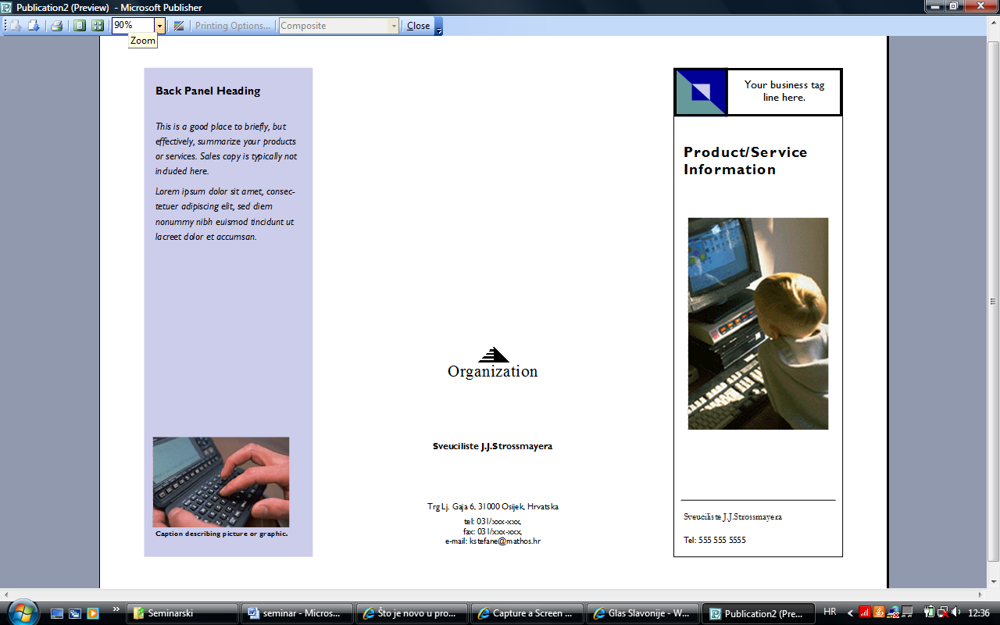 Publication2 (Preview) - Microsoft Publisher
90%
Printing Options...
Composite
Close
Zoom
Back Panel Heading
This is a good place to briefly, but
effectively, summarize your products
or services. Sales copy is typically not
included here.
Lorem ipsum dolor sit amet, consec-
tetuer adipiscing elit, sed diem
nonummy nibh euismod tincidunt ut
lacreet dolor et accumsan.
Caption describing picture or graphic.
Organization
Sveuciliste J.J.Strossmayera
Trg Lj. Gaja 6, 31000 Osijek, Hrvatska
tel: 031/xxx-xxx,
fax: 031/xxx-xxx,
e-mail: kstefane@mathos.hr
Your business tag
line here.
Product/Service
Information
Sveuciliste J.J.Strossmayera
Tel: 555 555 5555
Seminarski
seminar - Micros...
Što je novo u pro...
Capture a Screen ...
Glas Slavonije - W...
Publication2 (Pre...
HR
12:36